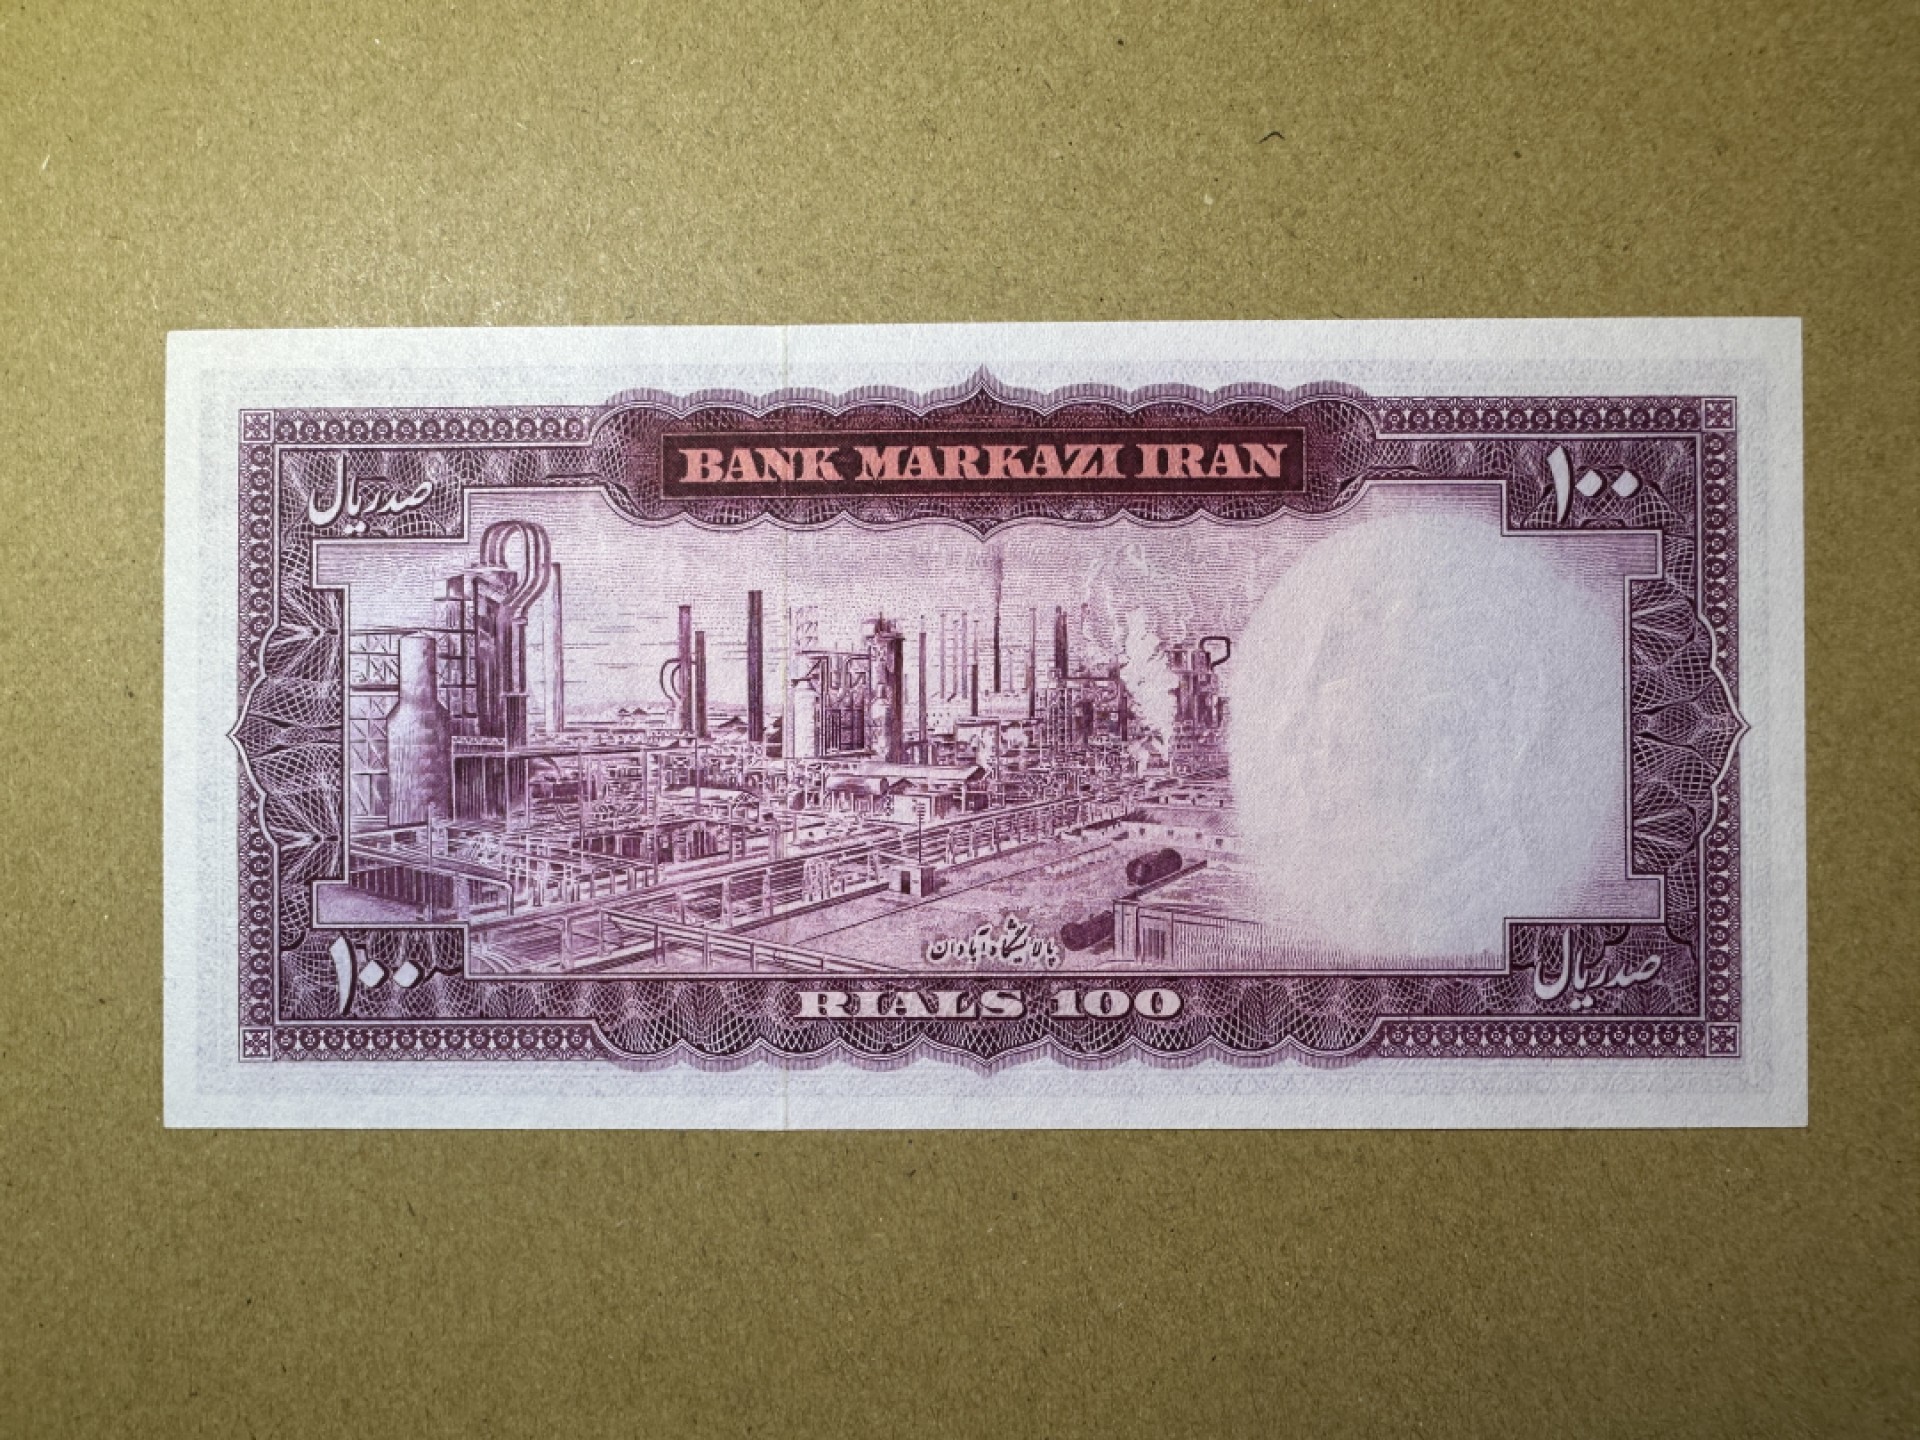 BANK MARKAZI IRAN
صد ریال
۱۰۰
پالایشگاه آبادان
۱۰۰
RIALS 100
صد ریال